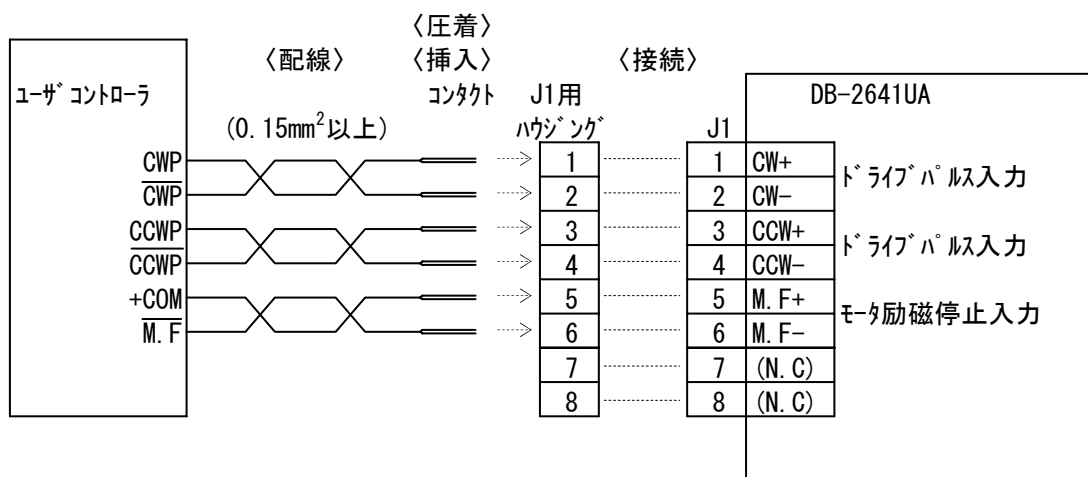 〈圧着〉
〈配線〉 〈挿入〉 〈接続〉
ﾕｰｻﾞｺﾝﾄﾛｰﾗ ｺﾝﾀｸﾄ J1用 DB-2641UA
(0.15mm²以上) ﾊｳｼﾞﾝｸﾞ J1
CWP 1 1 CW+
ﾄﾞﾗｲﾌﾞﾊﾟﾙｽ入力
C̅W̅P̅ 2 2 CW-
CCWP 3 3 CCW+
ﾄﾞﾗｲﾌﾞﾊﾟﾙｽ入力
C̅C̅W̅P̅ 4 4 CCW-
+COM 5 5 M.F+
ﾓｰﾀ励磁停止入力
M̅.̅F̅ 6 6 M.F-
7 7 (N.C)
8 8 (N.C)